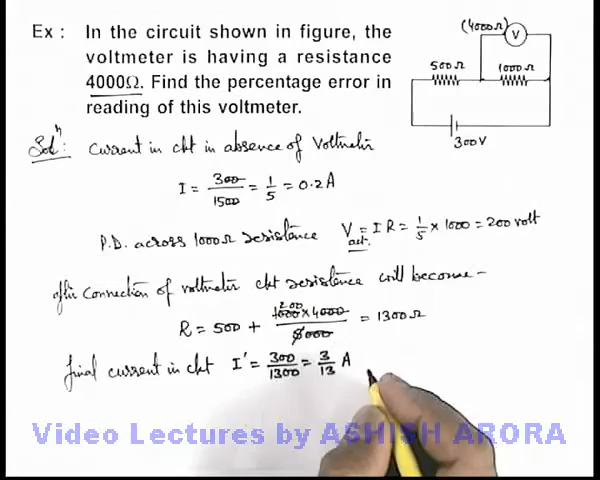 Ex : In the circuit shown in figure, the
voltmeter is having a resistance
4000Ω. Find the percentage error in
reading of this voltmeter.
(4000Ω)
V
500Ω 1000Ω
300V
Solⁿ: Current in ckt in absence of Voltmeter
I = 300/1500 = 1/5 = 0.2 A
P.D. across 1000Ω resistance V_act. = I R = 1/5 × 1000 = 200 volt
After connection of voltmeter ckt resistance will become –
R = 500 + 200 1000 × 4000/5000 = 1300 Ω
final current in ckt I' = 300/1300 = 3/13 A
Video Lectures by ASHISH ARORA